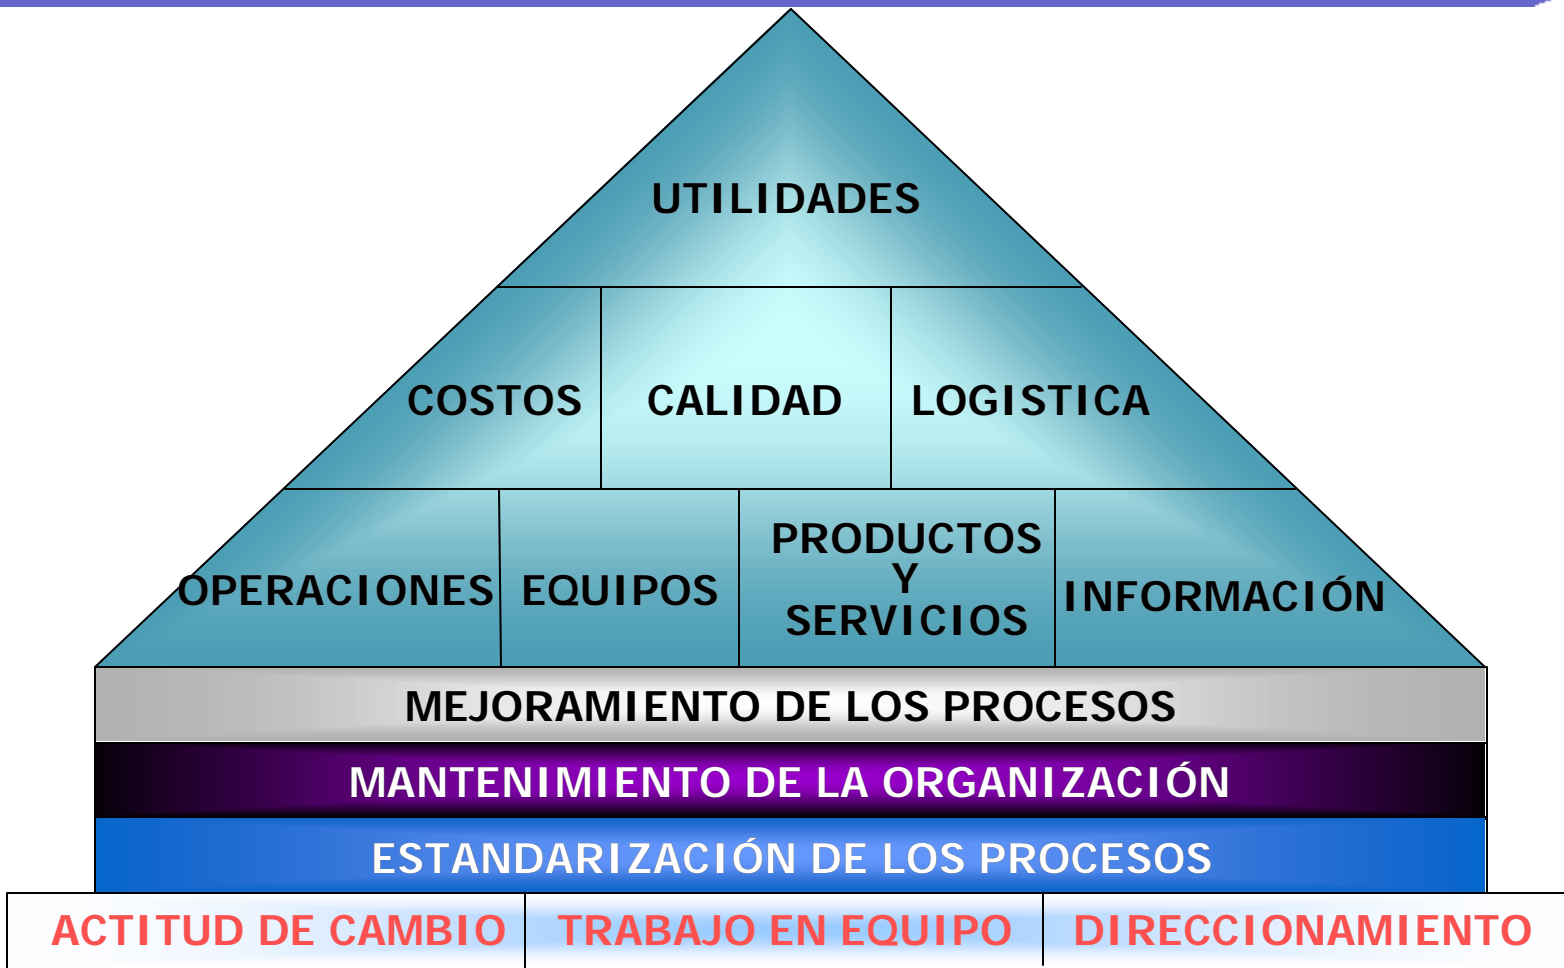 UTILIDADES
COSTOS CALIDAD LOGISTICA
PRODUCTOS
Y
SERVICIOS
OPERACIONES EQUIPOS INFORMACIÓN
MEJORAMIENTO DE LOS PROCESOS
MANTENIMIENTO DE LA ORGANIZACIÓN
ESTANDARIZACIÓN DE LOS PROCESOS
ACTITUD DE CAMBIO TRABAJO EN EQUIPO DIRECCIONAMIENTO